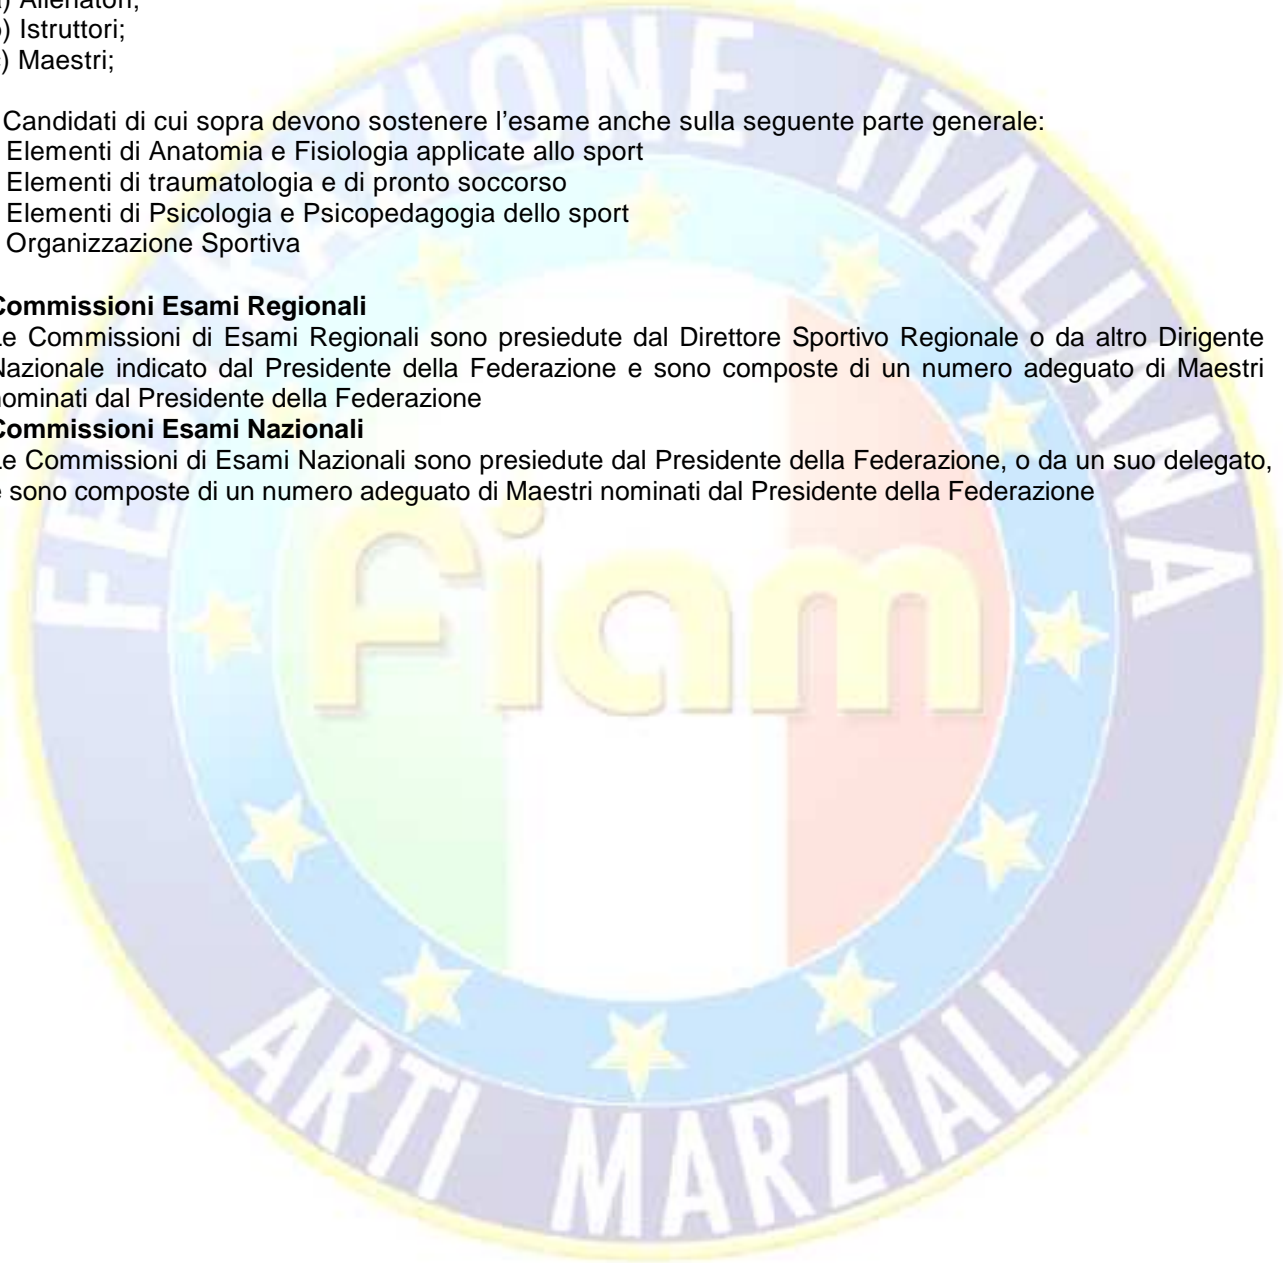 a) Allenatori;
b) Istruttori;
c) Maestri;
Candidati di cui sopra devono sostenere l'esame anche sulla seguente parte generale:
Elementi di Anatomia e Fisiologia applicate allo sport
Elementi di traumatologia e di pronto soccorso
Elementi di Psicologia e Psicopedagogia dello sport
Organizzazione Sportiva
Commissioni Esami Regionali
Le Commissioni di Esami Regionali sono presiedute dal Direttore Sportivo Regionale o da altro Dirigente
Nazionale indicato dal Presidente della Federazione e sono composte di un numero adeguato di Maestri
nominati dal Presidente della Federazione
Commissioni Esami Nazionali
Le Commissioni di Esami Nazionali sono presiedute dal Presidente della Federazione, o da un suo delegato,
e sono composte di un numero adeguato di Maestri nominati dal Presidente della Federazione
FEDERAZIONE ITALIANA
Fiam
ARTI MARZIALI